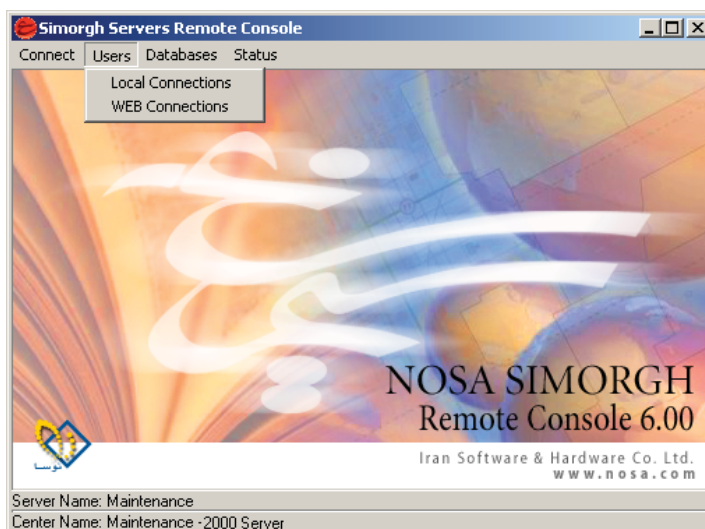 Simorgh Servers Remote Console
Connect Users Databases Status
Local Connections
WEB Connections
سیمرغ
NOSA SIMORGH
Remote Console 6.00
نوسا
Iran Software & Hardware Co. Ltd.
www.nosa.com
Server Name: Maintenance
Center Name: Maintenance -2000 Server